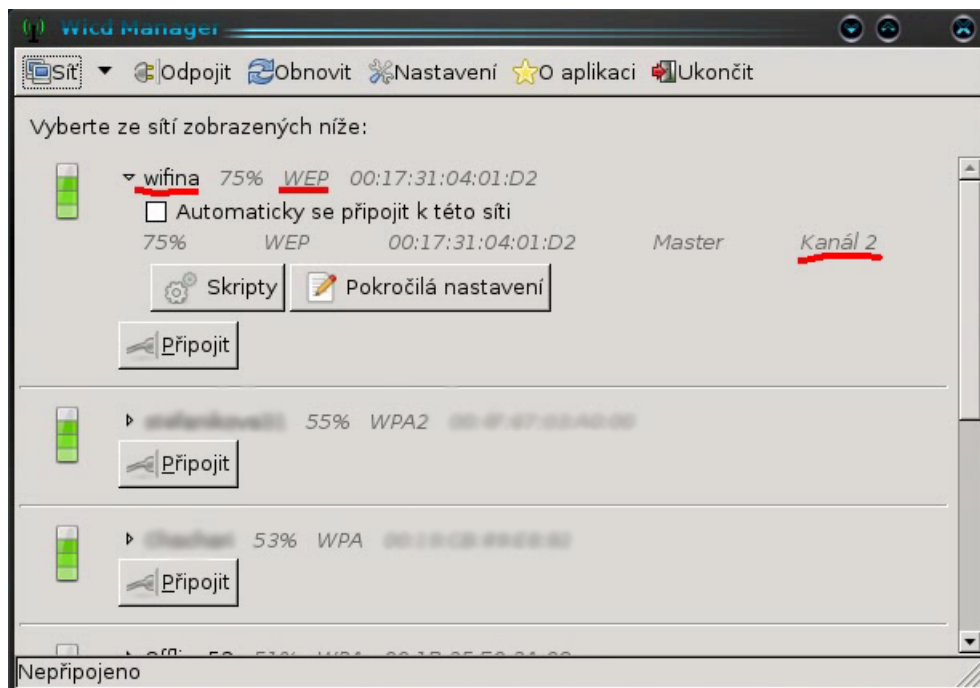 Wicd Manager
Síť Odpojit Obnovit Nastavení O aplikaci Ukončit
Vyberte ze sítí zobrazených níže:
wifina 75% WEP 00:17:31:04:01:D2
Automaticky se připojit k této síti
75% WEP 00:17:31:04:01:D2 Master Kanál 2
Skripty Pokročilá nastavení
Připojit
55% WPA2
Připojit
53% WPA
Připojit
51% WPA
Nepřipojeno